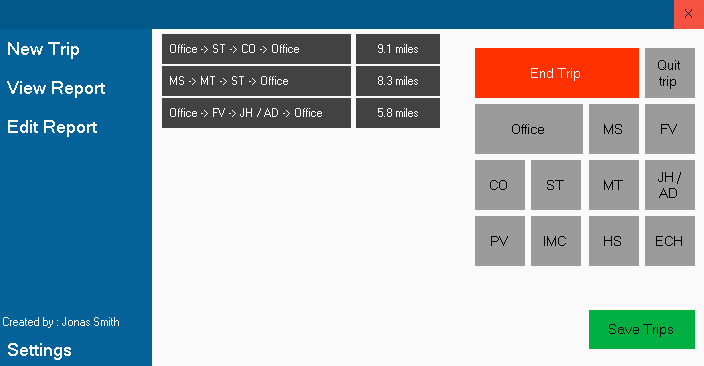 X
New Trip
View Report
Edit Report
Created by : Jonas Smith
Settings
Office -> ST -> CO -> Office
9.1 miles
MS -> MT -> ST -> Office
8.3 miles
Office -> FV -> JH / AD -> Office
5.8 miles
End Trip
Quit
trip
Office
MS
FV
CO
ST
MT
JH /
AD
PV
IMC
HS
ECH
Save Trips